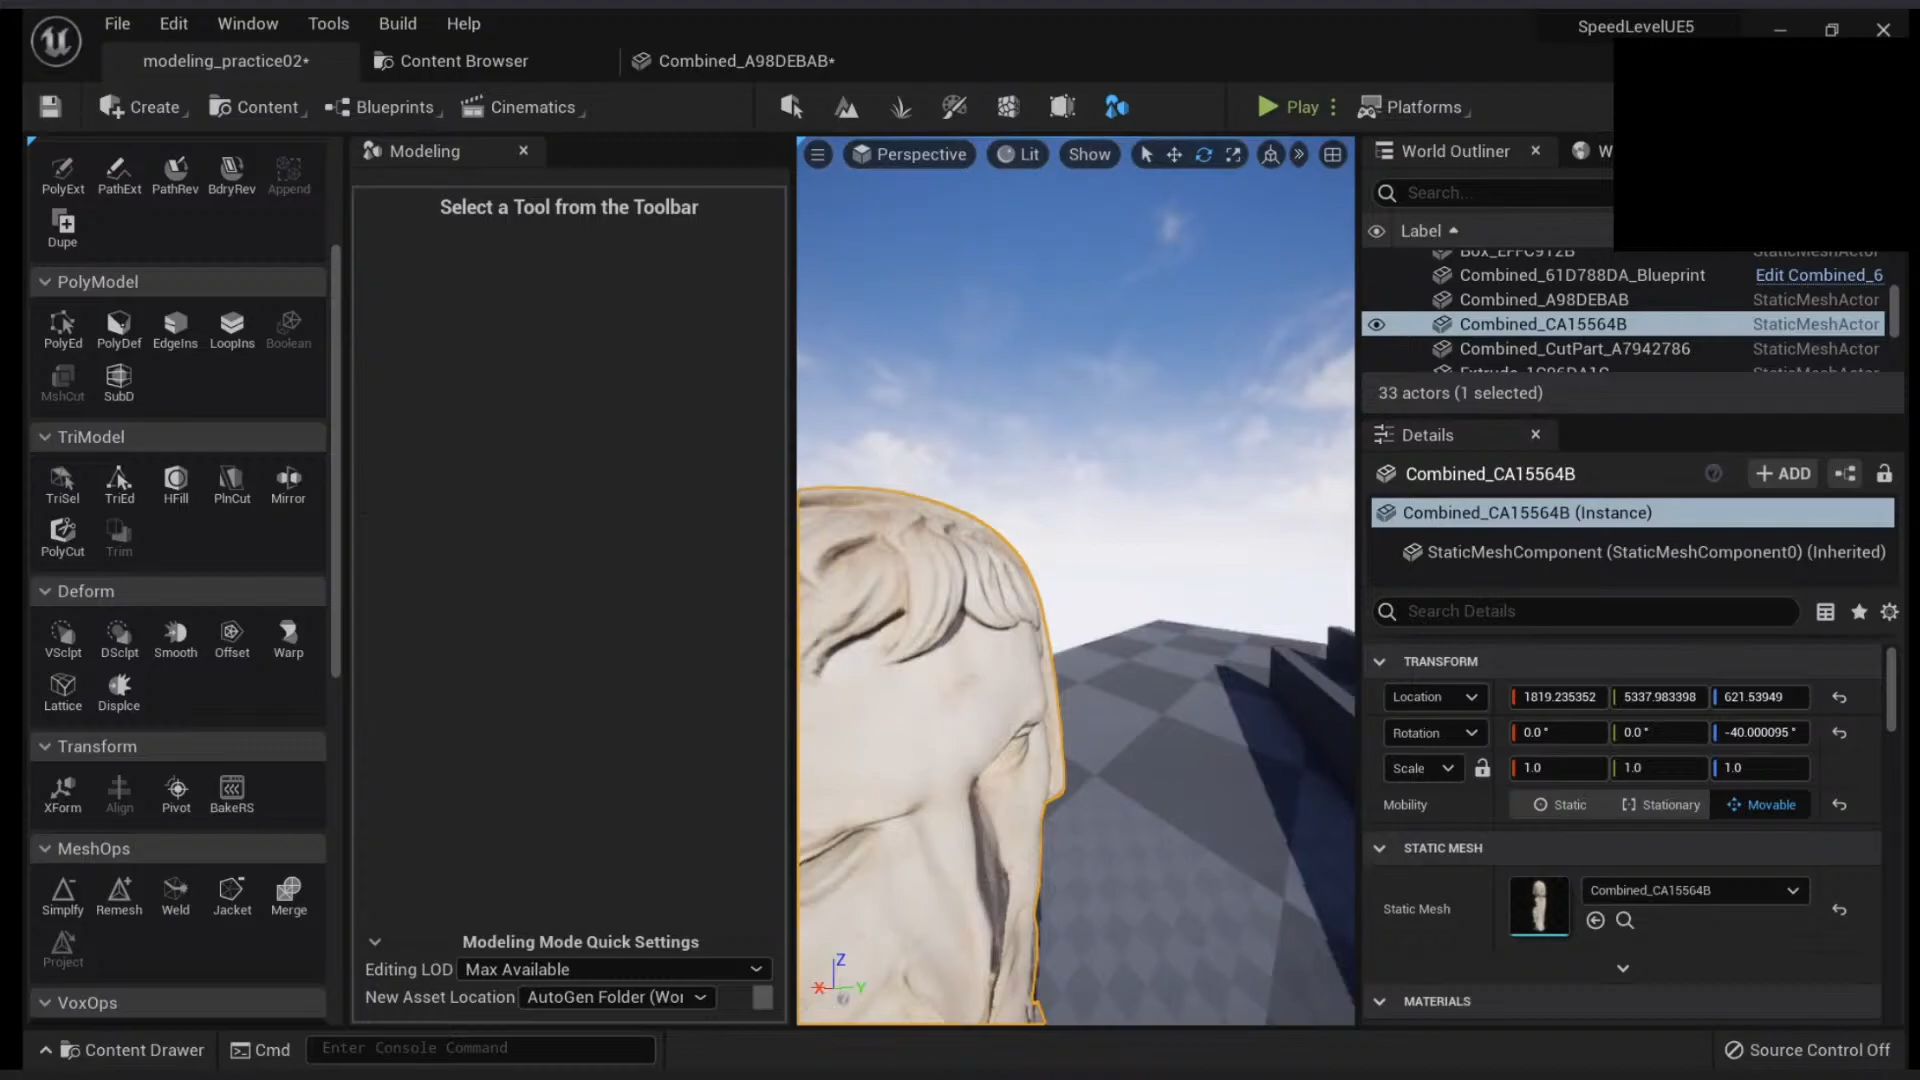 File Edit Window Tools Build Help
SpeedLevelUE5
modeling_practice02*
Content Browser
Combined_A98DEBAB*
Create
Content
Blueprints
Cinematics
Play
Platforms
PolyExt PathExt PathRev BdryRev Append
Dupe
PolyModel
PolyEd PolyDef EdgeIns LoopIns Boolean
MshCut SubD
TriModel
TriSel TriEd HFill PlnCut Mirror
PolyCut Trim
Deform
VSclpt DSclpt Smooth Offset Warp
Lattice Displce
Transform
XForm Align Pivot BakeRS
MeshOps
Simplfy Remesh Weld Jacket Merge
Project
VoxOps
Modeling
Select a Tool from the Toolbar
Modeling Mode Quick Settings
Editing LOD Max Available
New Asset Location AutoGen Folder (Wor
Perspective
Lit
Show
Z
X Y
World Outliner
W
Search...
Label
Box_EFFC912B StaticMeshActor
Combined_61D788DA_Blueprint Edit Combined_6
Combined_A98DEBAB StaticMeshActor
Combined_CA15564B StaticMeshActor
Combined_CutPart_A7942786 StaticMeshActor
33 actors (1 selected)
Details
Combined_CA15564B
ADD
Combined_CA15564B (Instance)
StaticMeshComponent (StaticMeshComponent0) (Inherited)
Search Details
TRANSFORM
Location 1819.235352 5337.983398 621.53949
Rotation 0.0° 0.0° -40.000095°
Scale 1.0 1.0 1.0
Mobility Static Stationary Movable
STATIC MESH
Static Mesh
Combined_CA15564B
MATERIALS
Content Drawer
Cmd
Enter Console Command
Source Control Off